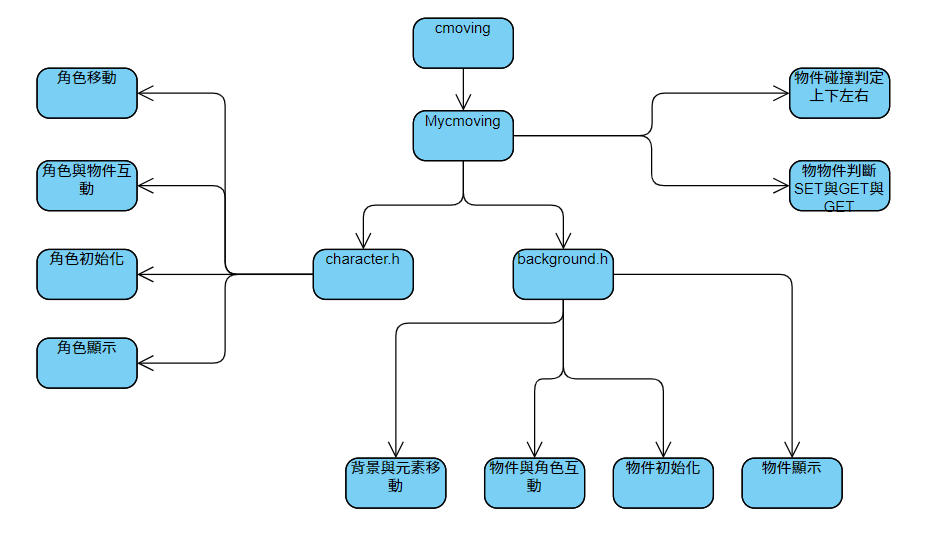 cmoving
角色移動
物件碰撞判定
上下左右
Mycmoving
角色與物件互
動
物物件判斷
SET與GET與
GET
角色初始化
character.h
background.h
角色顯示
背景與元素移
動
物件與角色互
動
物件初始化
物件顯示